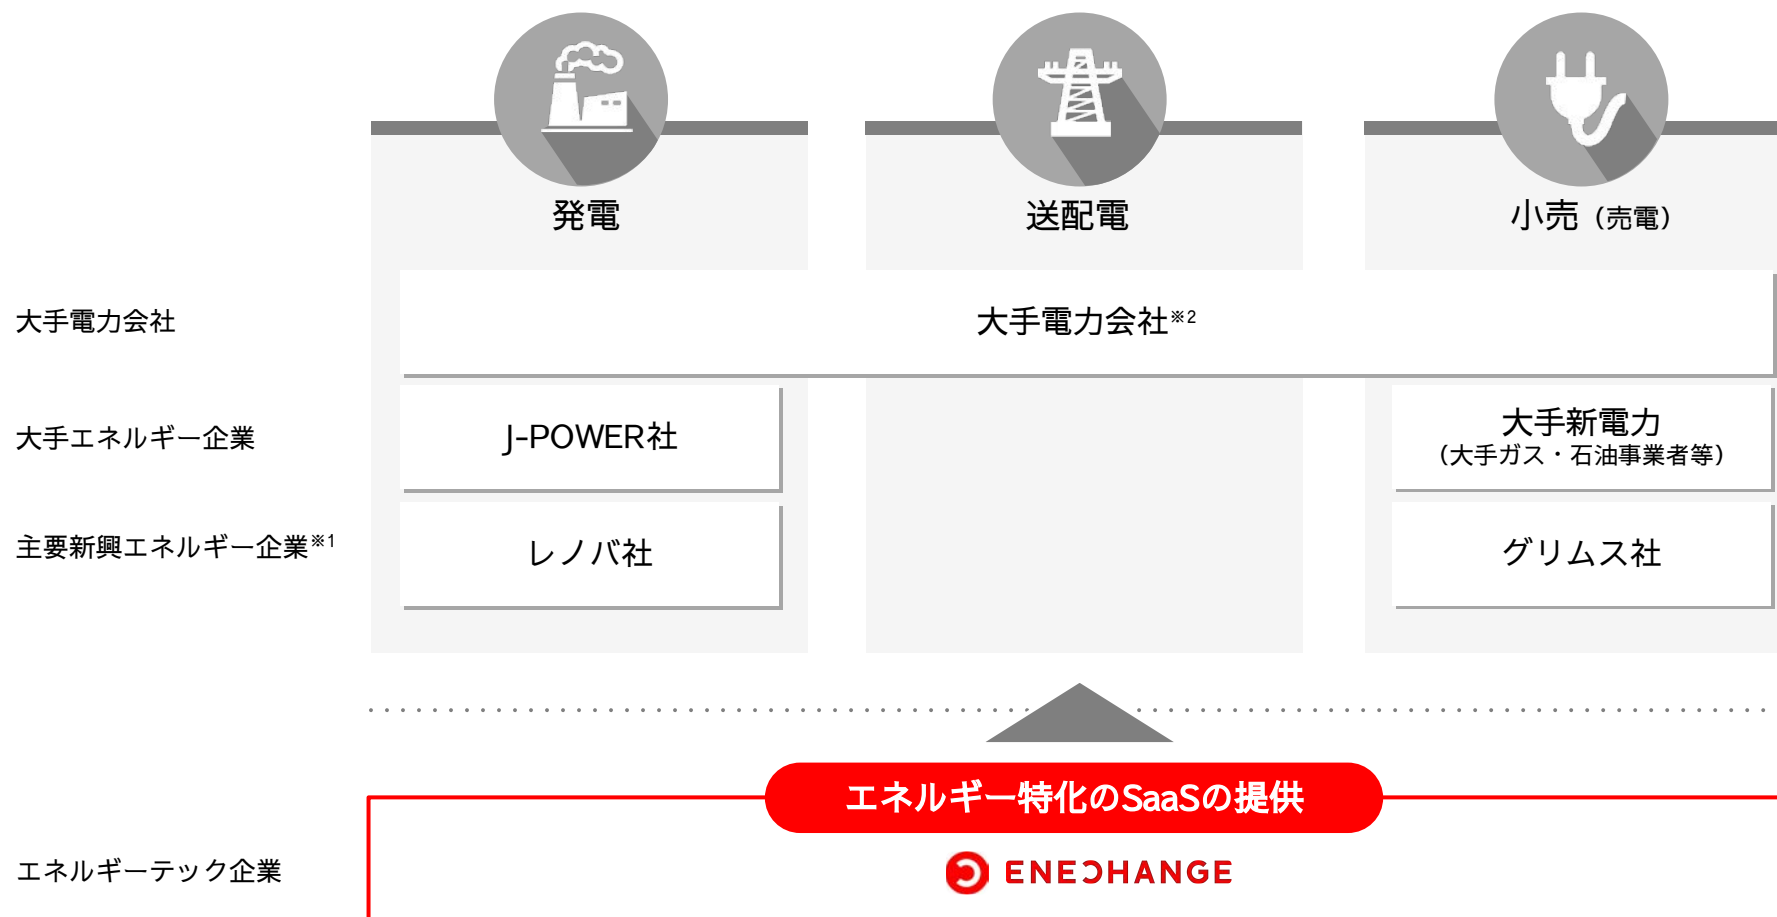 発電
送配電
小売（売電）
大手電力会社
大手電力会社※2
大手エネルギー企業
J-POWER社
大手新電力
（大手ガス・石油事業者等）
主要新興エネルギー企業※1
レノバ社
グリムス社
エネルギー特化のSaaSの提供
エネルギーテック企業
ENECHANGE